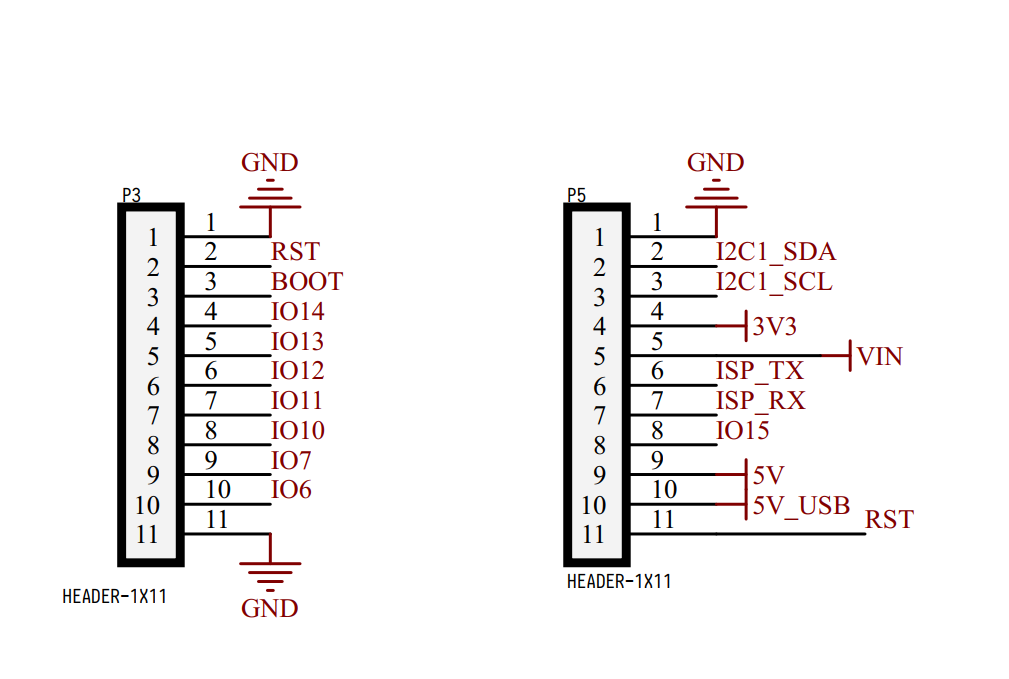 GND
P3
1 1
2 2 RST
3 3 BOOT
4 4 IO14
5 5 IO13
6 6 IO12
7 7 IO11
8 8 IO10
9 9 IO7
10 10 IO6
11 11
GND
HEADER-1X11
GND
P5
1 1
2 2 I2C1_SDA
3 3 I2C1_SCL
4 4 3V3
5 5 VIN
6 6 ISP_TX
7 7 ISP_RX
8 8 IO15
9 9 5V
10 10 5V_USB
11 11 RST
HEADER-1X11